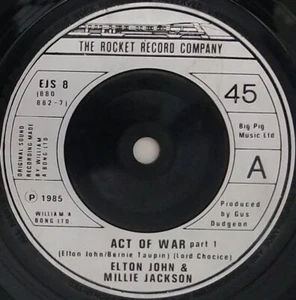 THE ROCKET RECORD COMPANY
EJS 8
(880
882-7)
45
ORIGINAL SOUND
RECORDING MADE
BY WILLIAM
A BONG LTD
Big Pig
Music Ltd
A
℗ 1985
Produced
by Gus
Dudgeon
WILLIAM A
BONG LTD
ACT OF WAR part 1
(Elton John/Bernie Taupin) (Lord Chocice)
ELTON JOHN &
MILLIE JACKSON